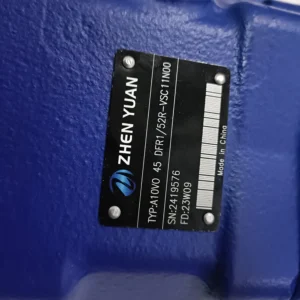 ZHEN YUAN
TYP:A10VO 45 DFR1/52R-VSC11N00
SN:2419576
FD:23W09
Made in China